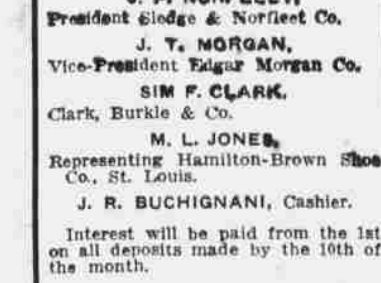 President Sledge & Norfleet Co.
J. T. MORGAN,
Vice-President Edgar Morgan Co.
SIM F. CLARK,
Clark, Burkle & Co.
M. L. JONES,
Representing Hamilton-Brown Shoe
Co., St. Louis.
J. R. BUCHIGNANI, Cashier.
Interest will be paid from the 1st
on all deposits made by the 10th of
the month.